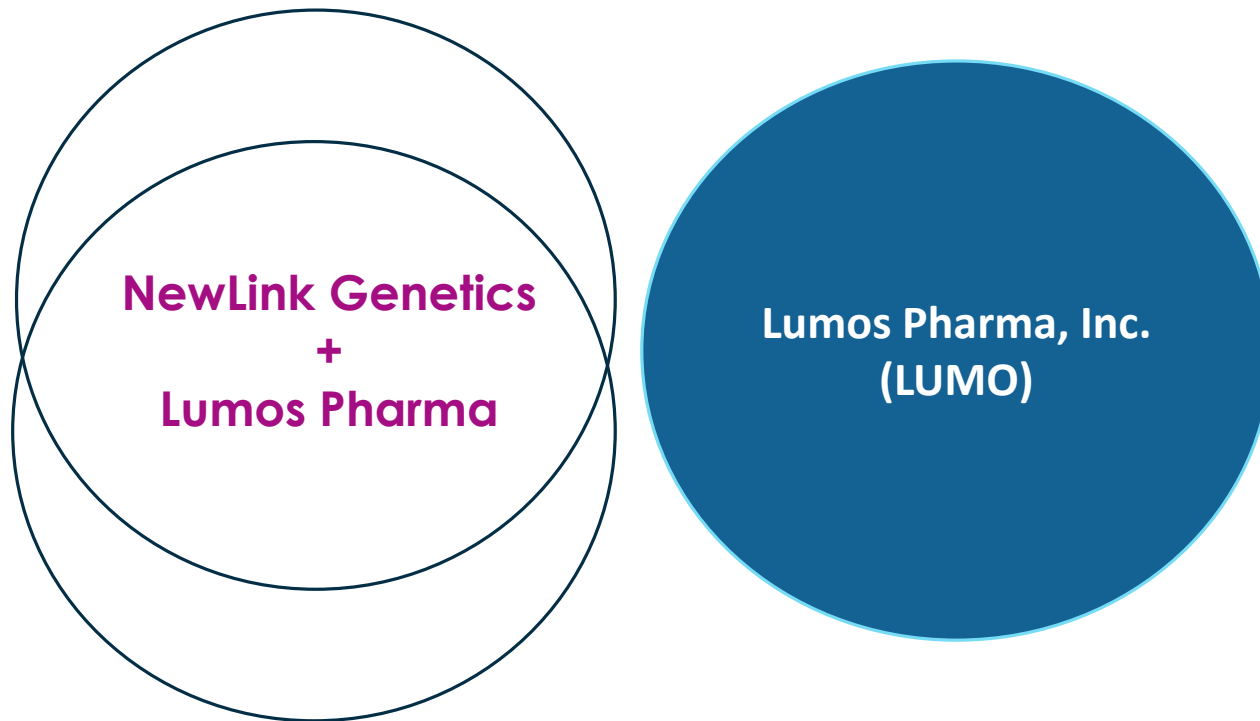 NewLink Genetics
+
Lumos Pharma
Lumos Pharma, Inc.
(LUMO)